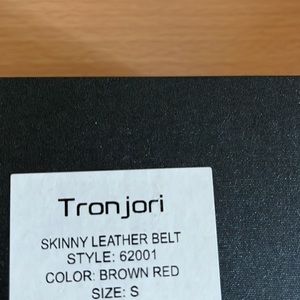 Tronjori
SKINNY LEATHER BELT
STYLE: 62001
COLOR: BROWN RED
SIZE: S